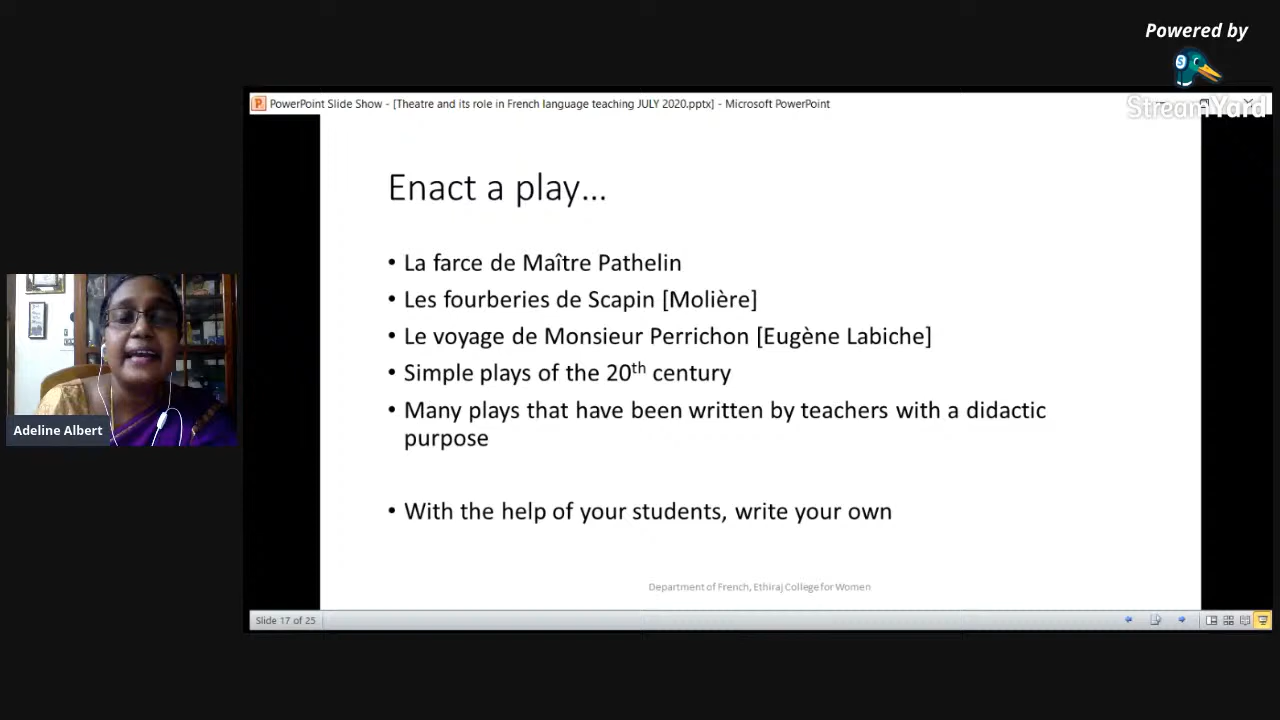 Powered by
StreamYard
PowerPoint Slide Show - [Theatre and its role in French language teaching JULY 2020.pptx] - Microsoft PowerPoint
Enact a play...
• La farce de Maître Pathelin
• Les fourberies de Scapin [Molière]
• Le voyage de Monsieur Perrichon [Eugène Labiche]
• Simple plays of the 20th century
• Many plays that have been written by teachers with a didactic
purpose
• With the help of your students, write your own
Adeline Albert
Department of French, Ethiraj College for Women
Slide 17 of 25